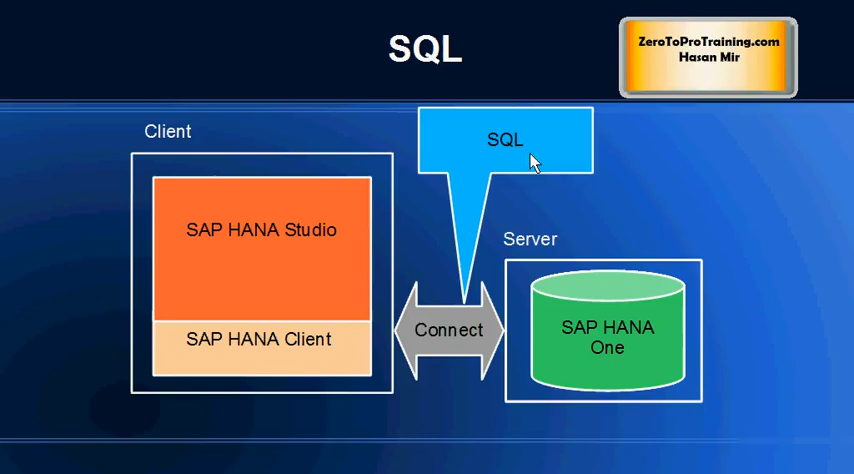 SQL
ZeroToProTraining.com
Hasan Mir
Client
SQL
SAP HANA Studio
Server
SAP HANA Client
Connect
SAP HANA
One